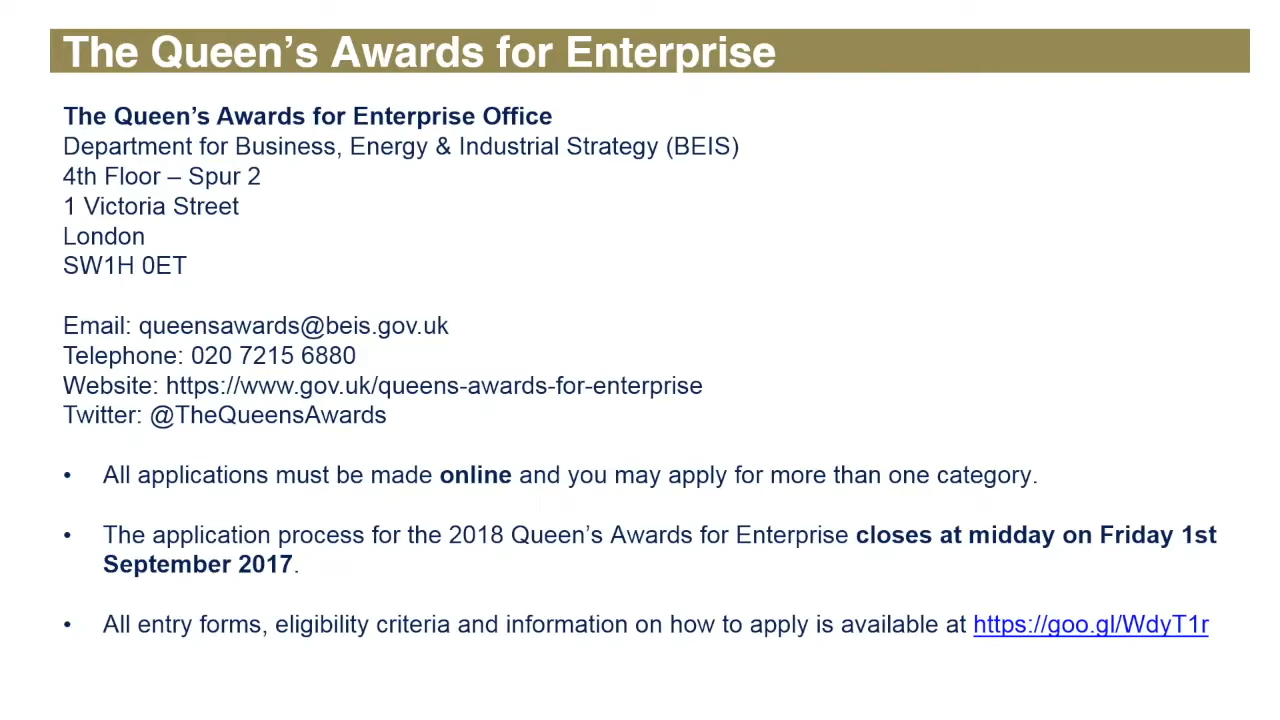 The Queen’s Awards for Enterprise
The Queen’s Awards for Enterprise Office
Department for Business, Energy & Industrial Strategy (BEIS)
4th Floor – Spur 2
1 Victoria Street
London
SW1H 0ET
Email: queensawards@beis.gov.uk
Telephone: 020 7215 6880
Website: https://www.gov.uk/queens-awards-for-enterprise
Twitter: @TheQueensAwards
• All applications must be made online and you may apply for more than one category.
• The application process for the 2018 Queen’s Awards for Enterprise closes at midday on Friday 1st
September 2017.
• All entry forms, eligibility criteria and information on how to apply is available at https://goo.gl/WdyT1r